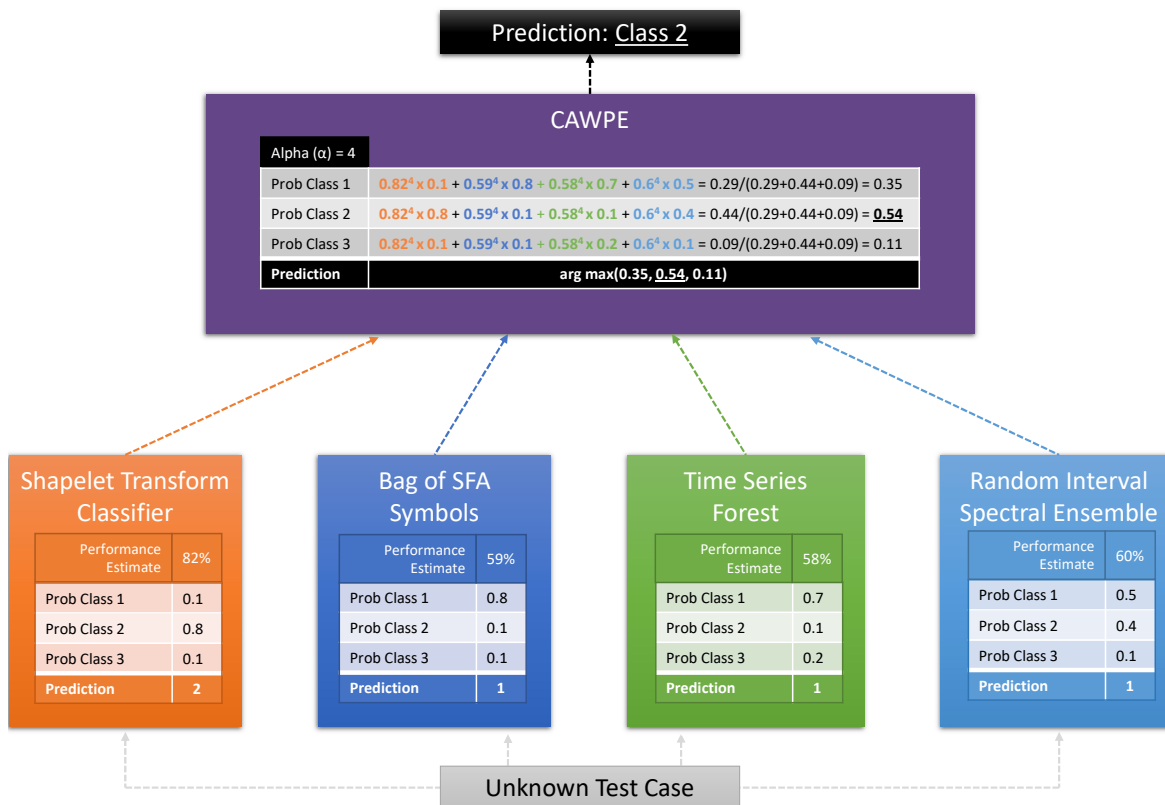 Prediction: Class 2
CAWPE
Alpha (α) = 4
Prob Class 1 0.82⁴ x 0.1 + 0.59⁴ x 0.8 + 0.58⁴ x 0.7 + 0.6⁴ x 0.5 = 0.29/(0.29+0.44+0.09) = 0.35
Prob Class 2 0.82⁴ x 0.8 + 0.59⁴ x 0.1 + 0.58⁴ x 0.1 + 0.6⁴ x 0.4 = 0.44/(0.29+0.44+0.09) = 0.54
Prob Class 3 0.82⁴ x 0.1 + 0.59⁴ x 0.1 + 0.58⁴ x 0.2 + 0.6⁴ x 0.1 = 0.09/(0.29+0.44+0.09) = 0.11
Prediction arg max(0.35, 0.54, 0.11)
Shapelet Transform
Classifier
Performance
Estimate 82%
Prob Class 1 0.1
Prob Class 2 0.8
Prob Class 3 0.1
Prediction 2
Bag of SFA
Symbols
Performance
Estimate 59%
Prob Class 1 0.8
Prob Class 2 0.1
Prob Class 3 0.1
Prediction 1
Time Series
Forest
Performance
Estimate 58%
Prob Class 1 0.7
Prob Class 2 0.1
Prob Class 3 0.2
Prediction 1
Random Interval
Spectral Ensemble
Performance
Estimate 60%
Prob Class 1 0.5
Prob Class 2 0.4
Prob Class 3 0.1
Prediction 1
Unknown Test Case